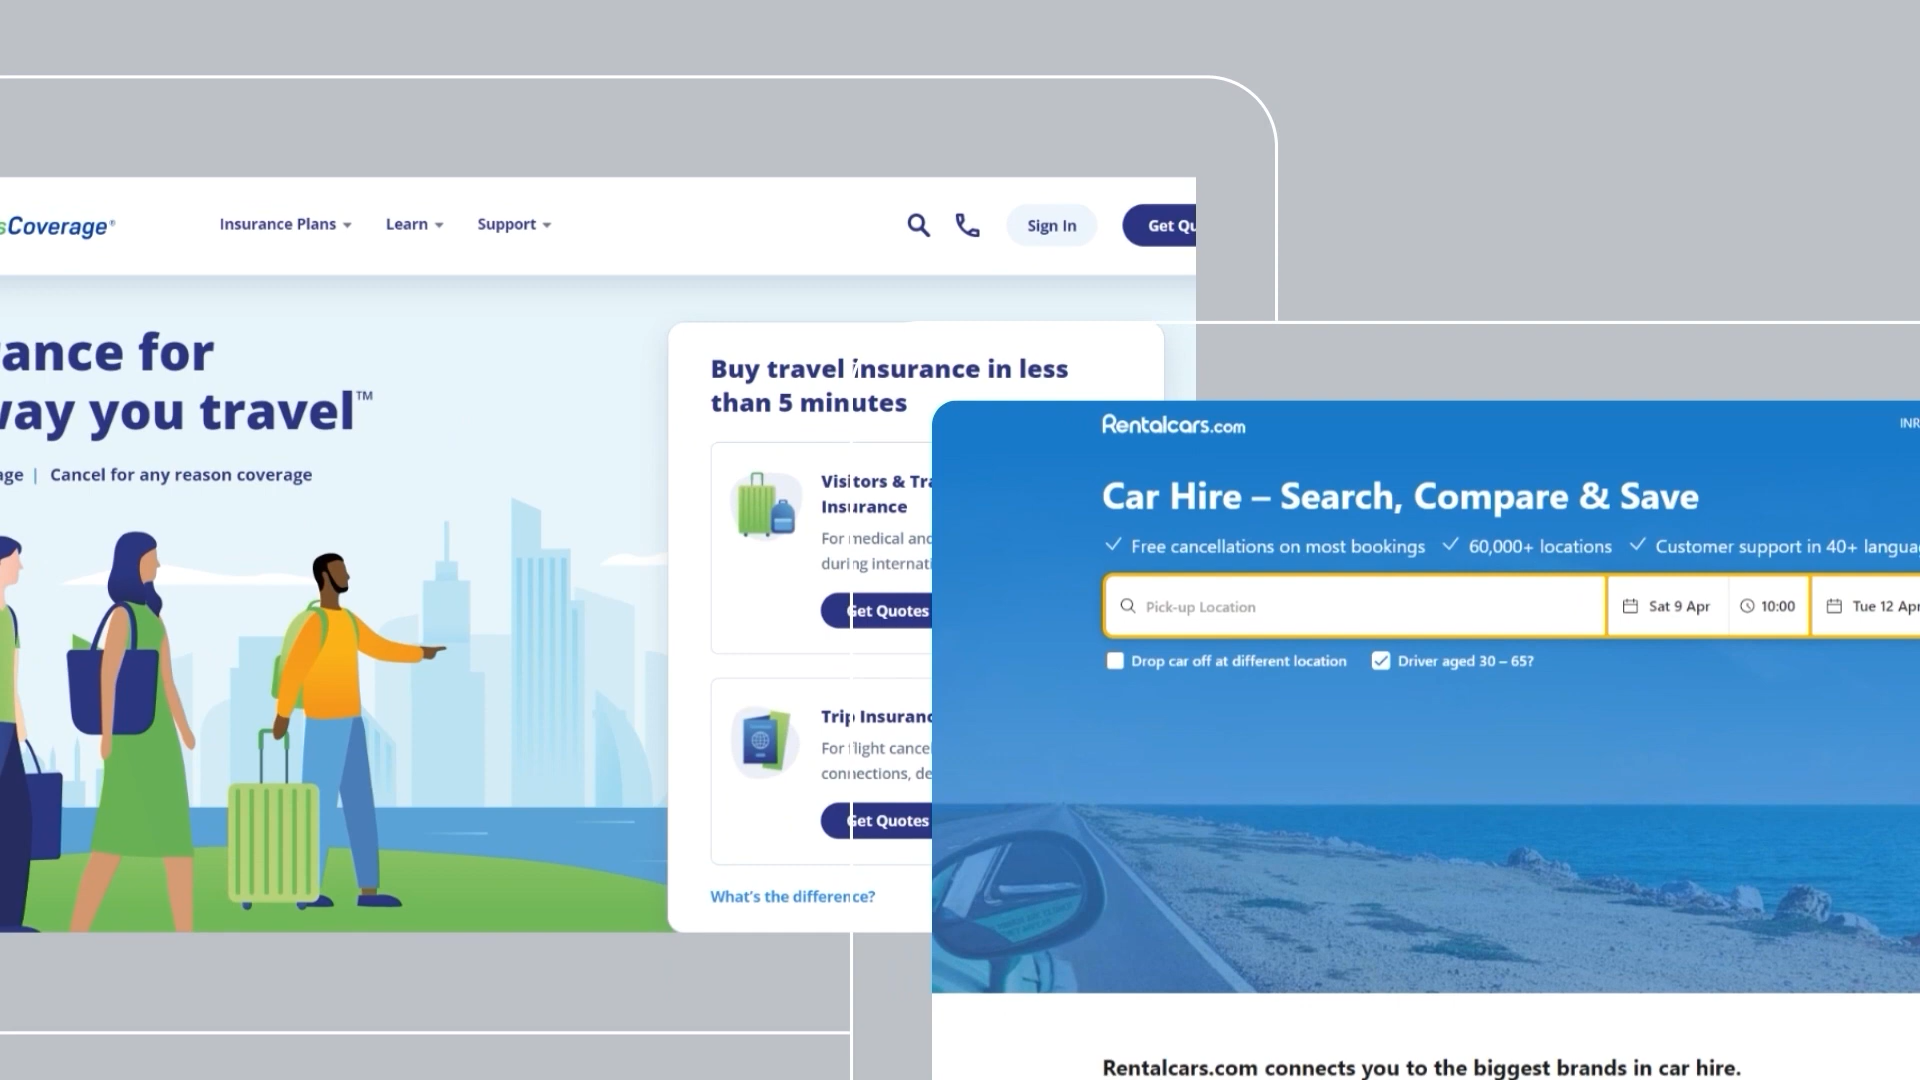 sCoverage®
Insurance Plans
Learn
Support
Sign In
Get Qu
rance for
way you travel™
age | Cancel for any reason coverage
Buy travel insurance in less
than 5 minutes
Visitors & Tra
Insurance
For medical and
during internati
Get Quotes
Trip Insuranc
For flight cance
connections, de
Get Quotes
What's the difference?
Rentalcars.com
INR
Car Hire – Search, Compare & Save
Free cancellations on most bookings 60,000+ locations Customer support in 40+ langua
Pick-up Location Sat 9 Apr 10:00 Tue 12 Apr
Drop car off at different location Driver aged 30 – 65?
Rentalcars.com connects you to the biggest brands in car hire.